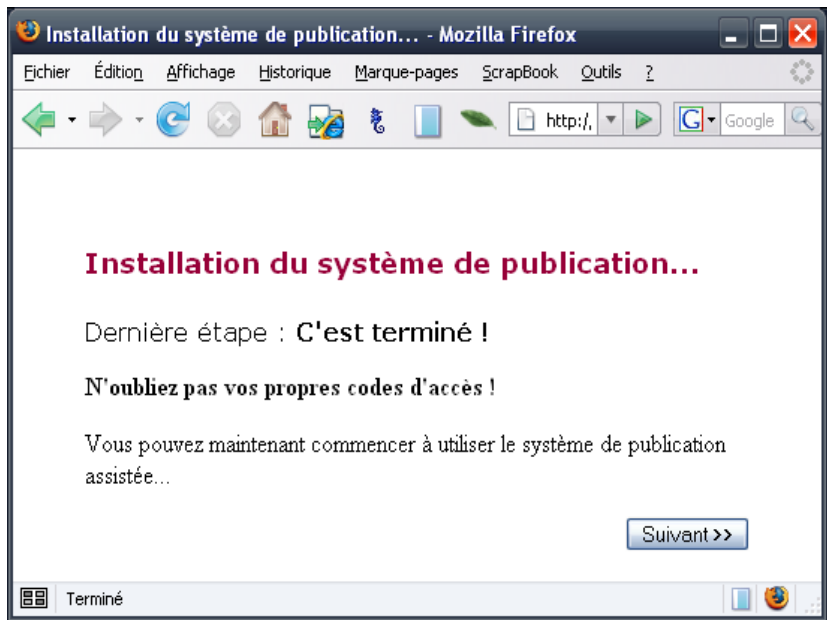 Installation du système de publication... - Mozilla Firefox
Fichier Édition Affichage Historique Marque-pages ScrapBook Outils ?
http:/, G Google
Installation du système de publication...
Dernière étape : C'est terminé !
N'oubliez pas vos propres codes d'accès !
Vous pouvez maintenant commencer à utiliser le système de publication
assistée...
Suivant >>
Terminé